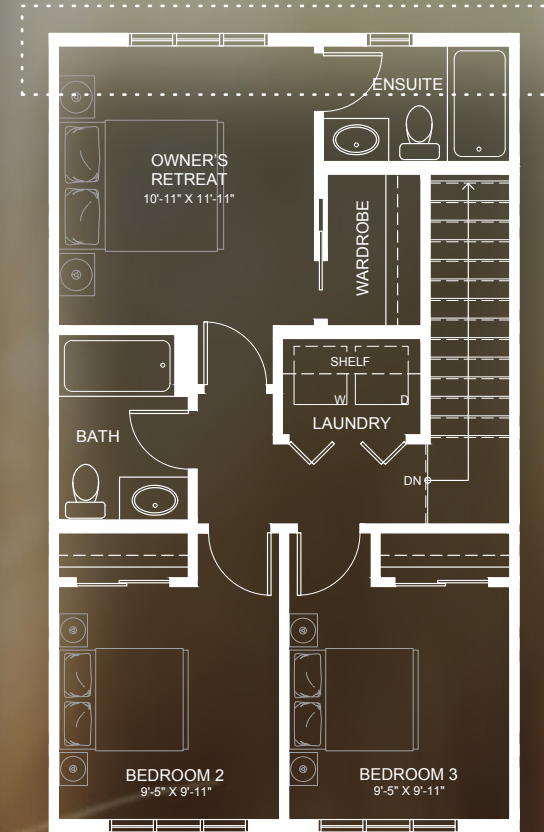 ENSUITE
OWNER'S
RETREAT
10'-11" X 11'-11"
WARDROBE
SHELF
W
D
LAUNDRY
BATH
DN
BEDROOM 2
9'-5" X 9'-11"
BEDROOM 3
9'-5" X 9'-11"